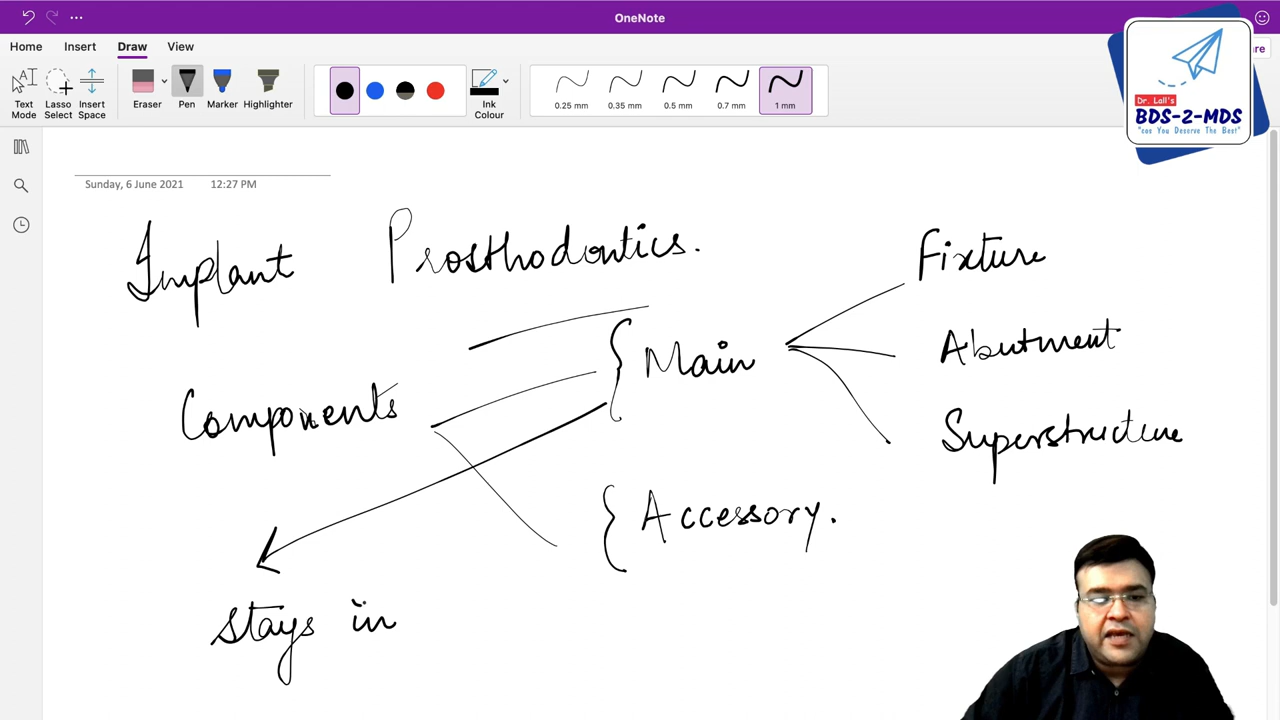 OneNote
Home Insert Draw View
re
Text Mode
Lasso Select
Insert Space
Eraser
Pen
Marker
Highlighter
Ink Colour
0.25 mm
0.35 mm
0.5 mm
0.7 mm
1 mm
Dr. Lall's
BDS-2-MDS
"cos You Deserve The Best"
Sunday, 6 June 2021 12:27 PM
Implant Prosthodontics.
Fixture
Main
Abutment
Components
Superstructure
Accessory.
stays in